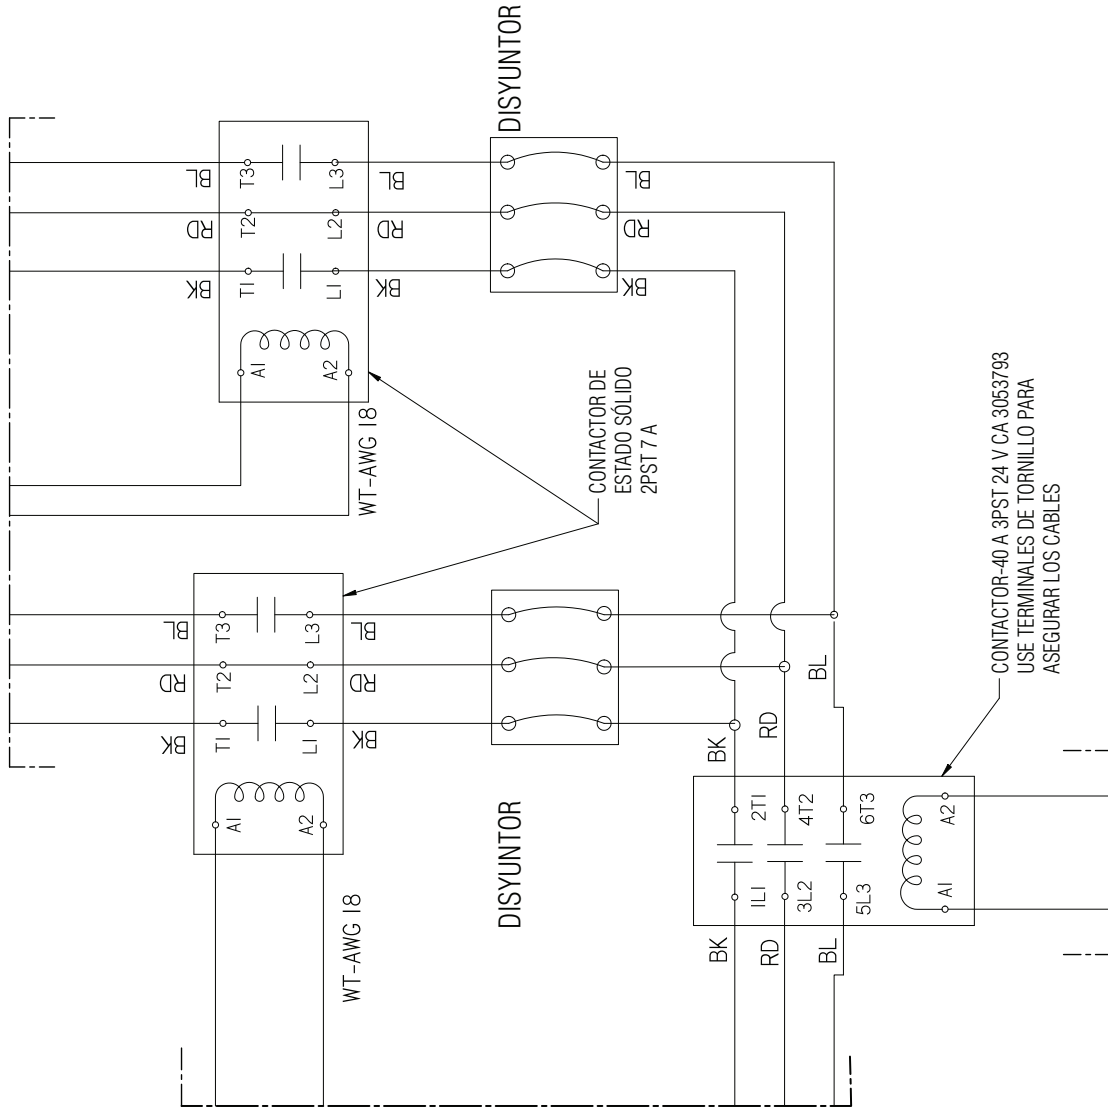 DISYUNTOR
BL
T3
L3
BL
BL
RD
T2
L2
RD
RD
BK
T1
L1
BK
BK
A1
A2
WT-AWG 18
CONTACTOR DE
ESTADO SÓLIDO
2PST 7 A
BL
T3
L3
BL
RD
T2
L2
RD
BK
T1
L1
BK
A1
A2
WT-AWG 18
DISYUNTOR
BL
RD
BK
2T1
4T2
6T3
A2
1L1
3L2
5L3
A1
BK
RD
BL
CONTACTOR-40 A 3PST 24 V CA 3053793
USE TERMINALES DE TORNILLO PARA
ASEGURAR LOS CABLES